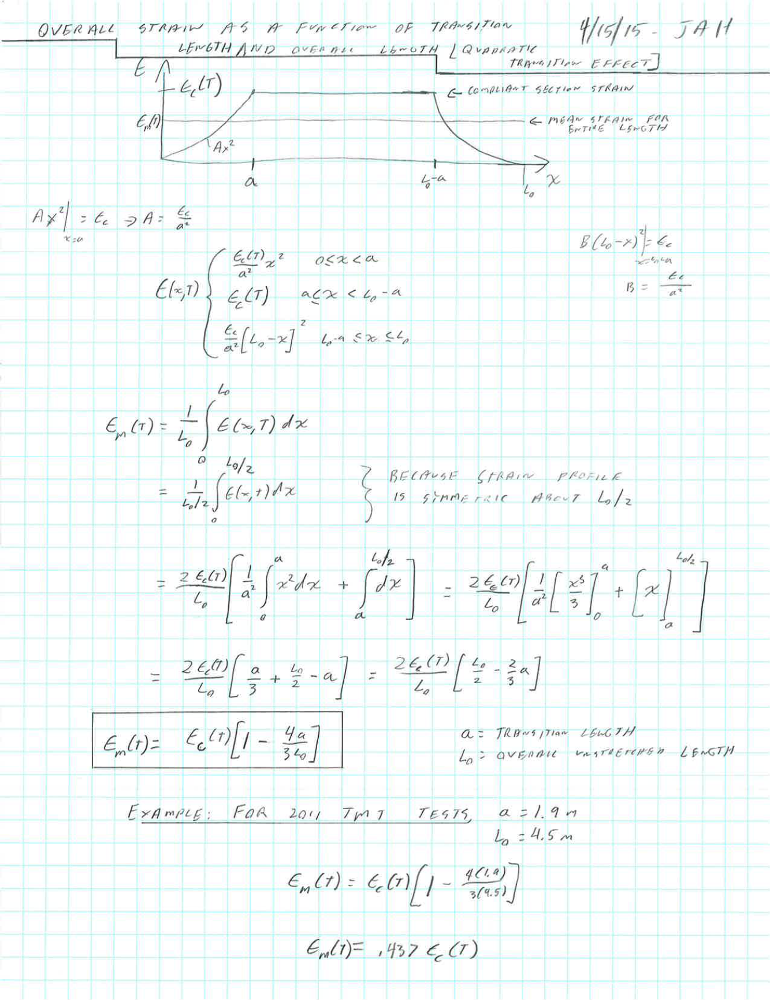 OVERALL STRAIN AS A FUNCTION OF TRANSITION
4/15/15 - JAH
LENGTH AND OVERALL LENGTH [QUADRATIC
TRANSITION EFFECT]
ϵ
ϵ_c(T)
← COMPLIANT SECTION STRAIN
ϵ_m(T)
← MEAN STRAIN FOR
ENTIRE LENGTH
Ax²
a
L₀-a
L₀
x
Ax²|_{x=a} = ϵ_c ⇒ A = ϵ_c/a²
B(L₀-x)²|_{x=L₀-a} = ϵ_c
B = ϵ_c/a²
ϵ(x,T) {
ϵ_c(T)/a² x²   0≤x<a
ϵ_c(T)   a≤x<L₀-a
ϵ_c/a² [L₀-x]²   L₀-a≤x≤L₀
ϵ_m(T) = 1/L₀ ∫₀^{L₀} ϵ(x,T) dx
= 1/(L₀/2) ∫₀^{L₀/2} ϵ(x,t) dx
} BECAUSE STRAIN PROFILE
IS SYMMETRIC ABOUT L₀/2
= 2ϵ_c(T)/L₀ [1/a² ∫₀^a x² dx + ∫_a^{L₀/2} dx] = 2ϵ_c(T)/L₀ [1/a² [x³/3]₀^a + [x]_a^{L₀/2}]
= 2ϵ_c(T)/L₀ [a/3 + L₀/2 - a] = 2ϵ_c(T)/L₀ [L₀/2 - 2/3 a]
ϵ_m(t) = ϵ_c(t)[1 - 4a/3L₀]
a = TRANSITION LENGTH
L₀ = OVERALL UNSTRETCHED LENGTH
EXAMPLE: FOR 2011 TMT TESTS, a = 1.9 m
L₀ = 4.5 m
ϵ_m(t) = ϵ_c(T)[1 - 4(1.9)/3(4.5)]
ϵ_m(T) = .437 ϵ_c(T)